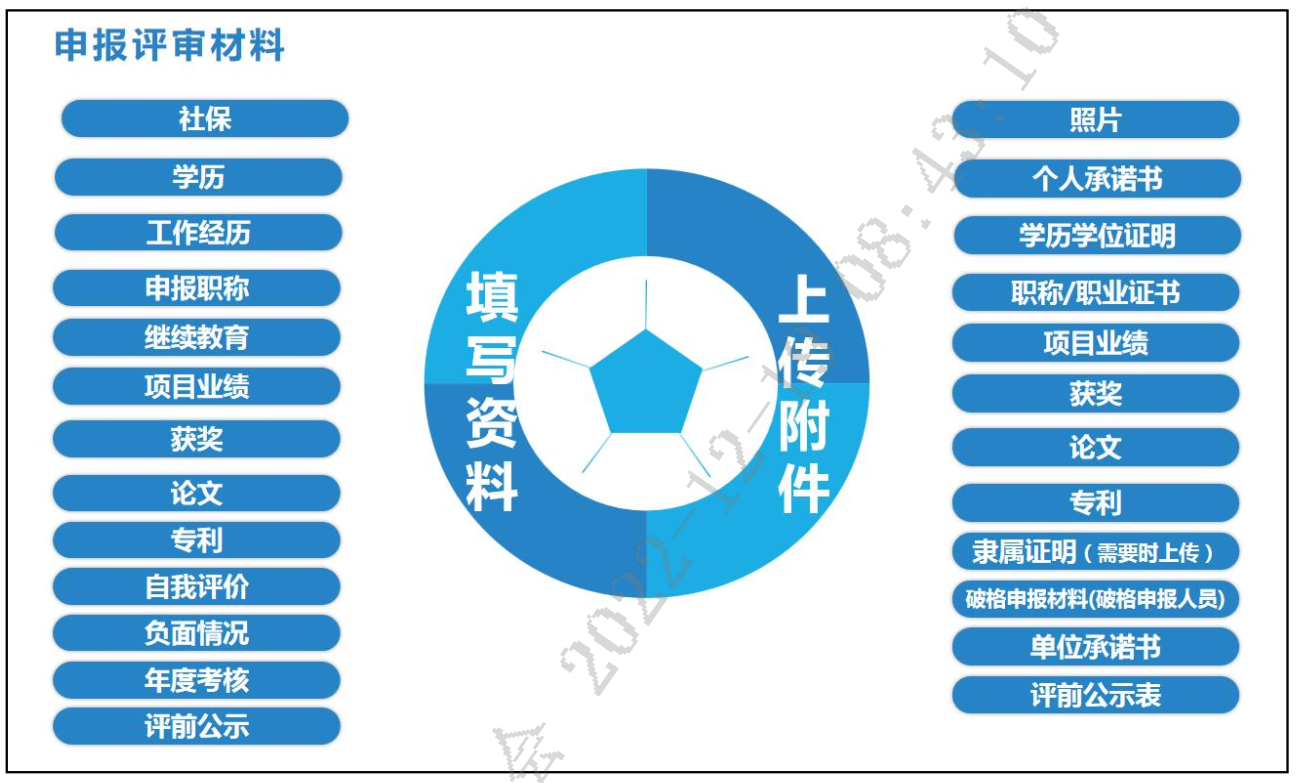 申报评审材料
社保
学历
工作经历
申报职称
继续教育
项目业绩
获奖
论文
专利
自我评价
负面情况
年度考核
评前公示
填写资料
上传附件
照片
个人承诺书
学历学位证明
职称/职业证书
项目业绩
获奖
论文
专利
隶属证明（需要时上传）
破格申报材料(破格申报人员)
单位承诺书
评前公示表